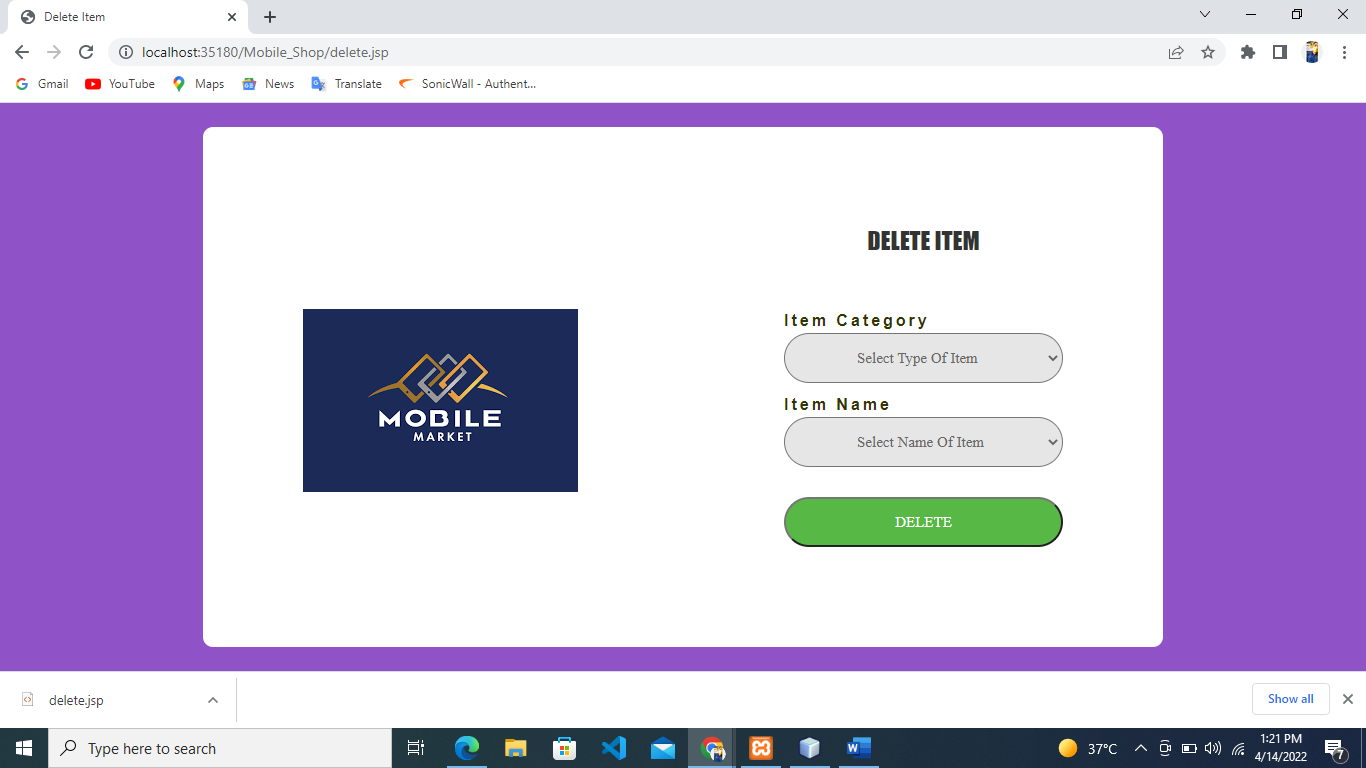 Delete Item
localhost:35180/Mobile_Shop/delete.jsp
Gmail YouTube Maps News Translate SonicWall - Authent...
DELETE ITEM
Item Category
Select Type Of Item
MOBILE
MARKET
Item Name
Select Name Of Item
DELETE
delete.jsp
Show all
Type here to search
37°C
1:21 PM
4/14/2022
7